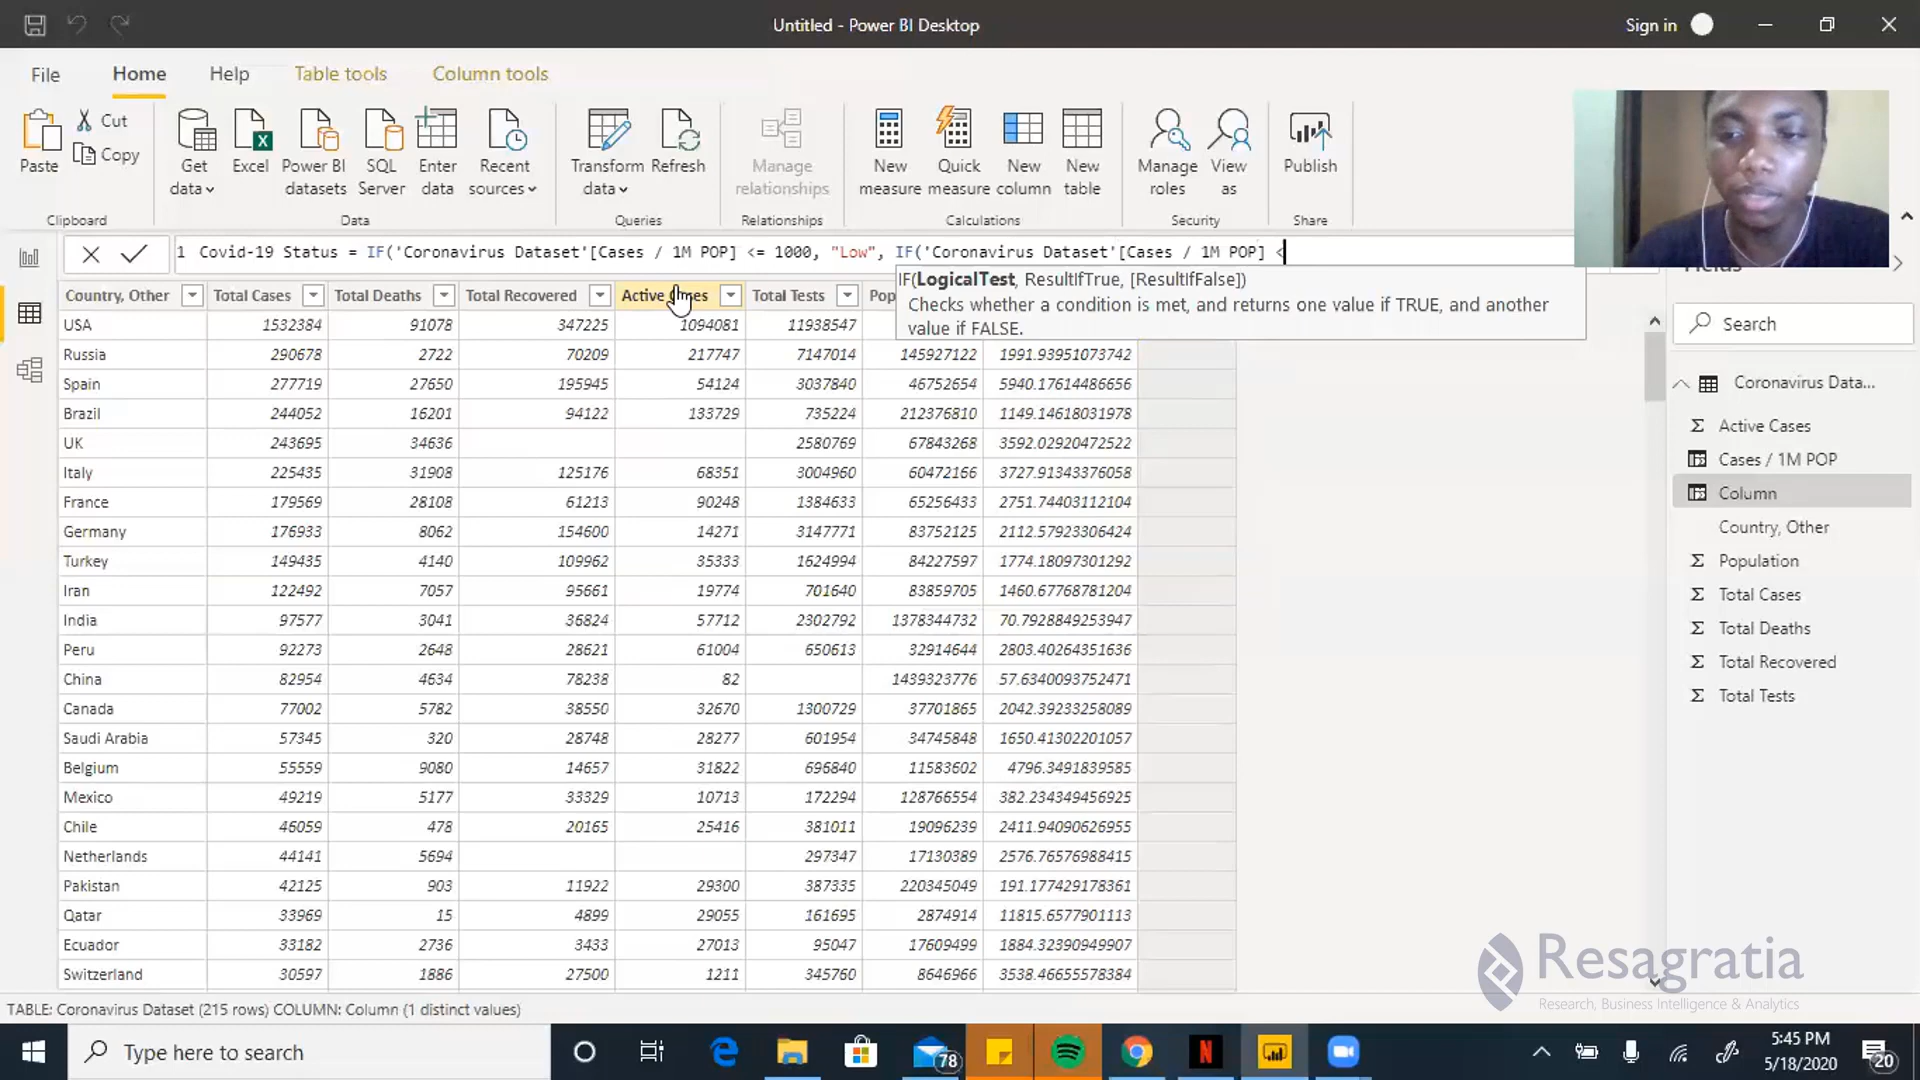 Untitled - Power BI Desktop
Sign in
File
Home
Help
Table tools
Column tools
Paste
Cut
Copy
Clipboard
Get data
Excel
Power BI datasets
SQL Server
Enter data
Recent sources
Data
Transform data
Refresh
Queries
Manage relationships
Relationships
New measure
Quick measure
New column
New table
Calculations
Manage roles
View as
Security
Publish
Share
1 Covid-19 Status = IF('Coronavirus Dataset'[Cases / 1M POP] <= 1000, "Low", IF('Coronavirus Dataset'[Cases / 1M POP] <
IF(LogicalTest, ResultIfTrue, [ResultIfFalse])
Checks whether a condition is met, and returns one value if TRUE, and another
value if FALSE.
Country, Other Total Cases Total Deaths Total Recovered Total Tests
USA 1532384 91078 347225 1094081 11938547
Russia 290678 2722 70209 217747 7147014 145927122 1991.93951073742
Spain 277719 27650 195945 54124 3037840 46752654 5940.17614486656
Brazil 244052 16201 94122 133729 735224 212376810 1149.14618031978
UK 243695 34636 2580769 67843268 3592.02920472522
Italy 225435 31908 125176 68351 3004960 60472166 3727.91343376058
France 179569 28108 61213 90248 1384633 65256433 2751.74403112104
Germany 176933 8062 154600 14271 3147771 83752125 2112.57923306424
Turkey 149435 4140 109962 35333 1624994 84227597 1774.18097301292
Iran 122492 7057 95661 19774 701640 83859705 1460.67768781204
India 97577 3041 36824 57712 2302792 1378344732 70.7928849253947
Peru 92273 2648 28621 61004 650613 32914644 2803.40264351636
China 82954 4634 78238 82 1439323776 57.6340093752471
Canada 77002 5782 38550 32670 1300729 37701865 2042.39233258089
Saudi Arabia 57345 320 28748 28277 601954 34745848 1650.41302201057
Belgium 55559 9080 14657 31822 696840 11583602 4796.3491839585
Mexico 49219 5177 33329 10713 172294 128766554 382.234349456925
Chile 46059 478 20165 25416 381011 19096239 2411.94090626955
Netherlands 44141 5694 297347 17130389 2576.76576988415
Pakistan 42125 903 11922 29300 387335 220345049 191.177429178361
Qatar 33969 15 4899 29055 161695 2874914 11815.6577901113
Ecuador 33182 2736 3433 27013 95047 17609499 1884.32390949907
Switzerland 30597 1886 27500 1211 345760 8646966 3538.46655578384
Search
Coronavirus Data...
Active Cases
Cases / 1M POP
Column
Country, Other
Population
Total Cases
Total Deaths
Total Recovered
Total Tests
Resagratia
Research, Business Intelligence & Analytics
TABLE: Coronavirus Dataset (215 rows) COLUMN: Column (1 distinct values)
Type here to search
78
5:45 PM
5/18/2020
20